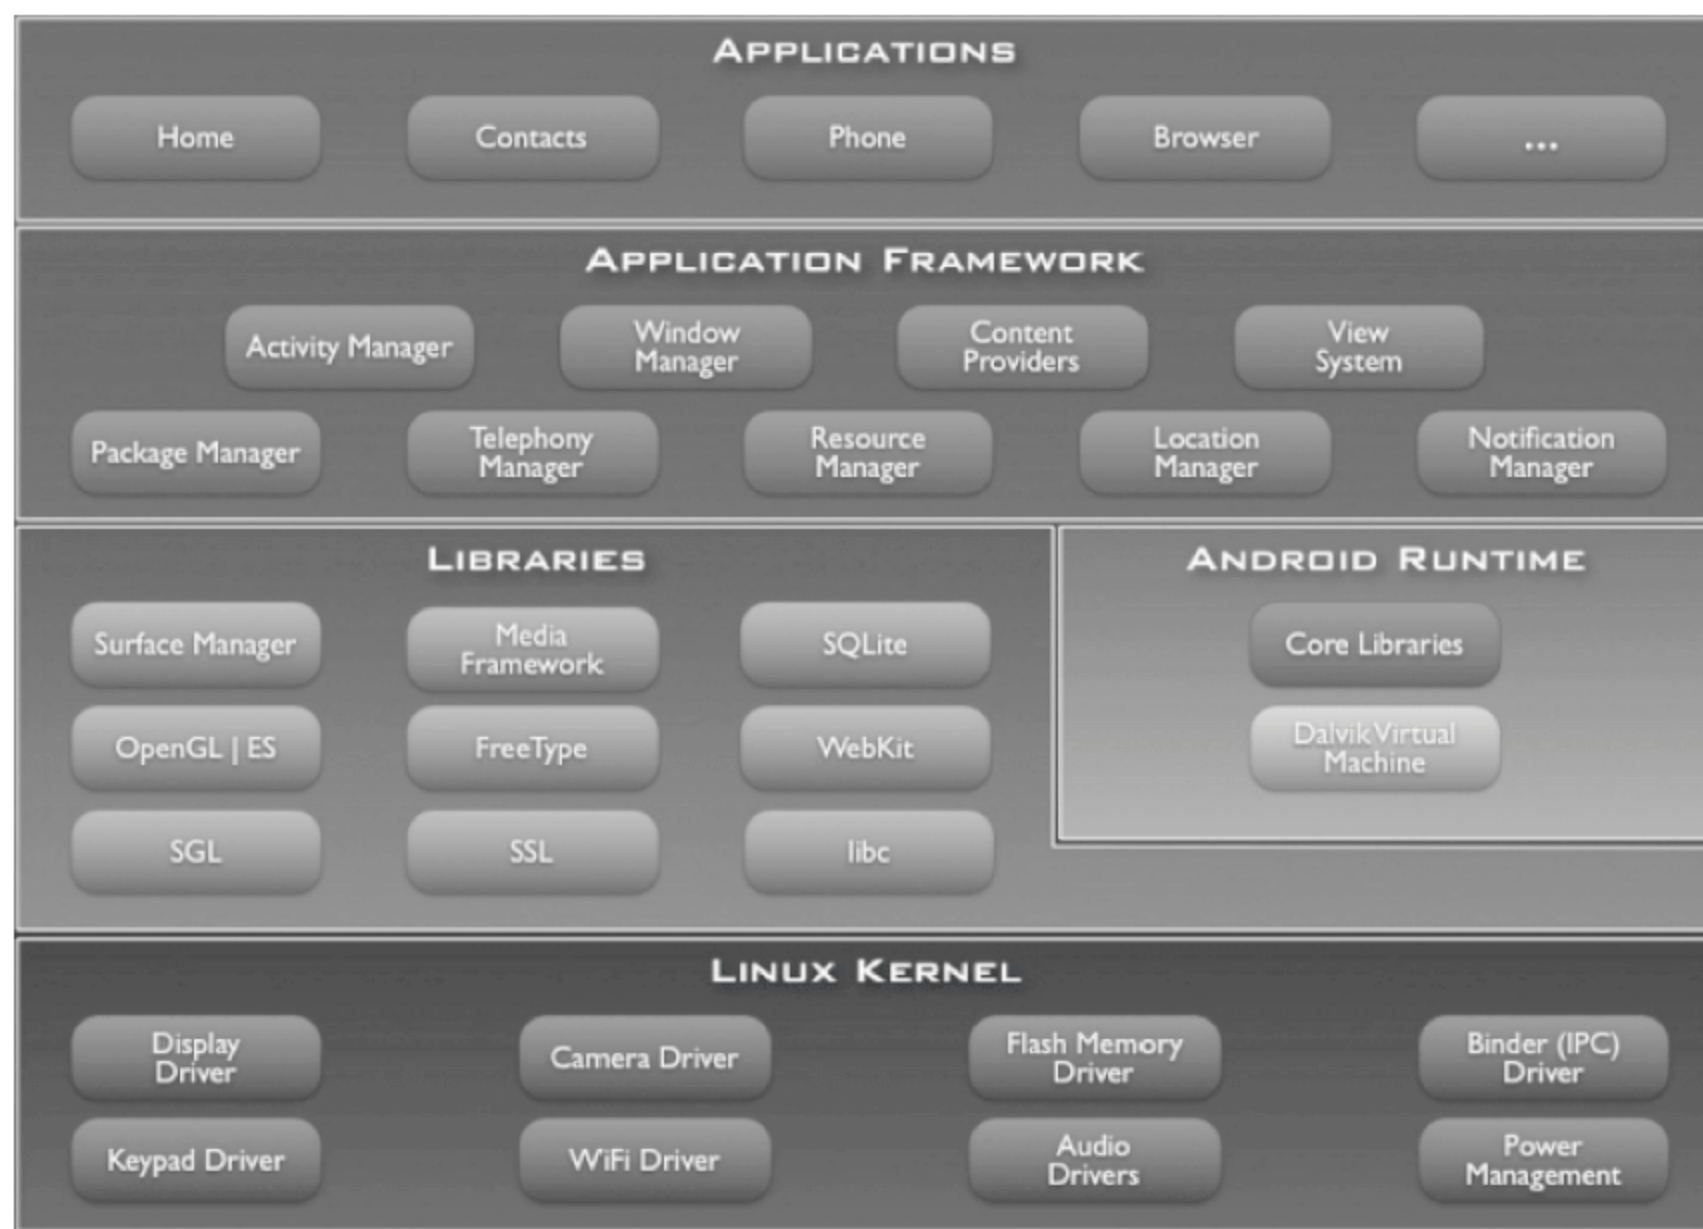 APPLICATIONS
Home
Contacts
Phone
Browser
...
APPLICATION FRAMEWORK
Activity Manager
Window
Manager
Content
Providers
View
System
Package Manager
Telephony
Manager
Resource
Manager
Location
Manager
Notification
Manager
LIBRARIES
Surface Manager
Media
Framework
SQLite
OpenGL | ES
FreeType
WebKit
SGL
SSL
libc
ANDROID RUNTIME
Core Libraries
Dalvik Virtual
Machine
LINUX KERNEL
Display
Driver
Camera Driver
Flash Memory
Driver
Binder (IPC)
Driver
Keypad Driver
WiFi Driver
Audio
Drivers
Power
Management